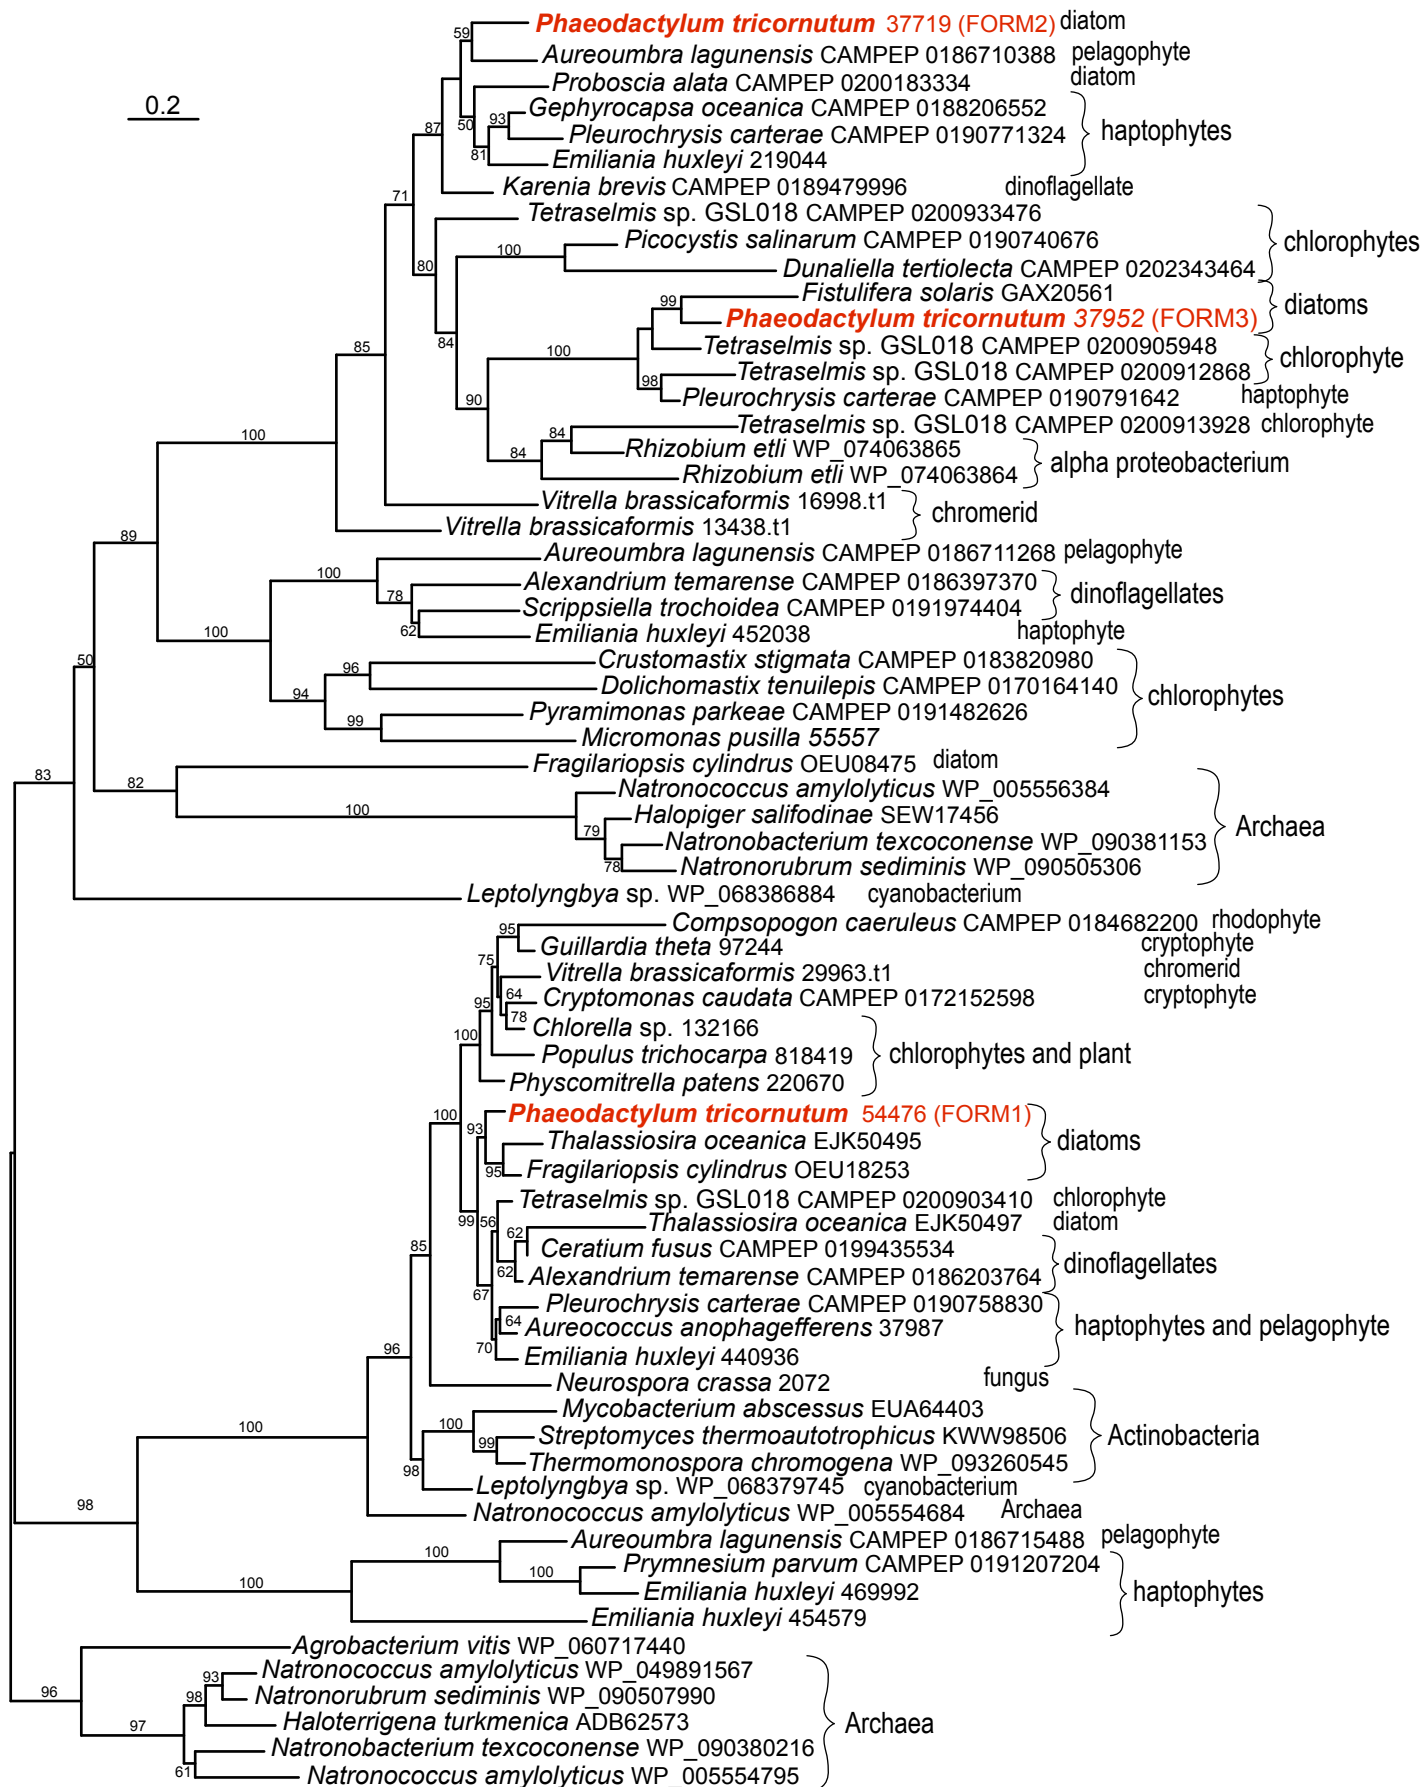 Phaeodactylum tricornutum 37719 (FORM2) diatom
59
Aureoumbra lagunensis CAMPEP 0186710388 pelagophyte
Proboscia alata CAMPEP 0200183334 diatom
0.2
Gephyrocapsa oceanica CAMPEP 0188206552
93
50
87
Pleurochrysis carterae CAMPEP 0190771324 haptophytes
81
Emiliania huxleyi 219044
Karenia brevis CAMPEP 0189479996 dinoflagellate
71
Tetraselmis sp. GSL018 CAMPEP 0200933476
Picocystis salinarum CAMPEP 0190740676 chlorophytes
100
80
Dunaliella tertiolecta CAMPEP 0202343464
Fistulifera solaris GAX20561 diatoms
99
Phaeodactylum tricornutum 37952 (FORM3)
84
85
100
Tetraselmis sp. GSL018 CAMPEP 0200905948 chlorophyte
Tetraselmis sp. GSL018 CAMPEP 0200912868
98
Pleurochrysis carterae CAMPEP 0190791642 haptophyte
90
Tetraselmis sp. GSL018 CAMPEP 0200913928 chlorophyte
84
100
Rhizobium etli WP_074063865
84
alpha proteobacterium
Rhizobium etli WP_074063864
Vitrella brassicaformis 16998.t1
chromerid
Vitrella brassicaformis 13438.t1
89
Aureoumbra lagunensis CAMPEP 0186711268 pelagophyte
100
Alexandrium temarense CAMPEP 0186397370
78
dinoflagellates
Scrippsiella trochoidea CAMPEP 0191974404
62
100
Emiliania huxleyi 452038 haptophyte
50
Crustomastix stigmata CAMPEP 0183820980
96
Dolichomastix tenuilepis CAMPEP 0170164140 chlorophytes
94
Pyramimonas parkeae CAMPEP 0191482626
99
Micromonas pusilla 55557
Fragilariopsis cylindrus OEU08475 diatom
83
82
Natronococcus amylolyticus WP_005556384
100
Halopiger salifodinae SEW17456 Archaea
79
Natronobacterium texcoconense WP_090381153
78
Natronorubrum sediminis WP_090505306
Leptolyngbya sp. WP_068386884 cyanobacterium
Compsopogon caeruleus CAMPEP 0184682200 rhodophyte
95
Guillardia theta 97244 cryptophyte
75
Vitrella brassicaformis 29963.t1 chromerid
64
Cryptomonas caudata CAMPEP 0172152598 cryptophyte
95
78
Chlorella sp. 132166
100
Populus trichocarpa 818419 chlorophytes and plant
Physcomitrella patens 220670
100
Phaeodactylum tricornutum 54476 (FORM1)
93
Thalassiosira oceanica EJK50495 diatoms
95
Fragilariopsis cylindrus OEU18253
Tetraselmis sp. GSL018 CAMPEP 0200903410 chlorophyte
99
56
Thalassiosira oceanica EJK50497 diatom
62
85
Ceratium fusus CAMPEP 0199435534
dinoflagellates
62
Alexandrium temarense CAMPEP 0186203764
67
Pleurochrysis carterae CAMPEP 0190758830
64
Aureococcus anophagefferens 37987 haptophytes and pelagophyte
70
96
Emiliania huxleyi 440936
Neurospora crassa 2072 fungus
Mycobacterium abscessus EUA64403
100
100
Streptomyces thermoautotrophicus KWW98506 Actinobacteria
99
Thermomonospora chromogena WP_093260545
98
Leptolyngbya sp. WP_068379745 cyanobacterium
98
Natronococcus amylolyticus WP_005554684 Archaea
Aureoumbra lagunensis CAMPEP 0186715488 pelagophyte
100
Prymnesium parvum CAMPEP 0191207204
100
100
Emiliania huxleyi 469992 haptophytes
Emiliania huxleyi 454579
Agrobacterium vitis WP_060717440
Natronococcus amylolyticus WP_049891567
93
96
98
Natronorubrum sediminis WP_090507990
97
Haloterrigena turkmenica ADB62573 Archaea
Natronobacterium texcoconense WP_090380216
61
Natronococcus amylolyticus WP_005554795